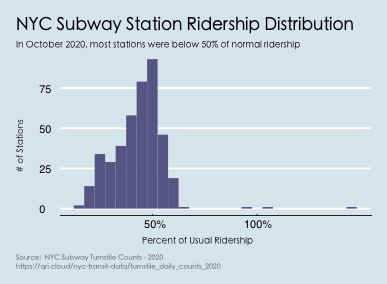 NYC Subway Station Ridership Distribution
In October 2020, most stations were below 50% of normal ridership
75
50
25
0
# of Stations
50% 100%
Percent of Usual Ridership
Source: NYC Subway Turnstile Counts - 2020
https://qri.cloud/nyc-transit-data/turnstile_daily_counts_2020